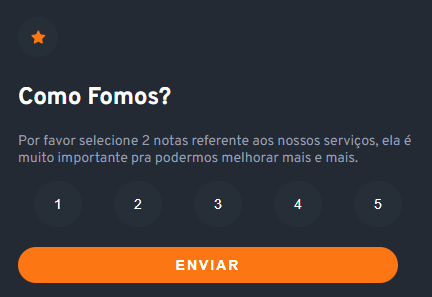 Como Fomos?
Por favor selecione 2 notas referente aos nossos serviços, ela é
muito importante pra podermos melhorar mais e mais.
1 2 3 4 5
ENVIAR